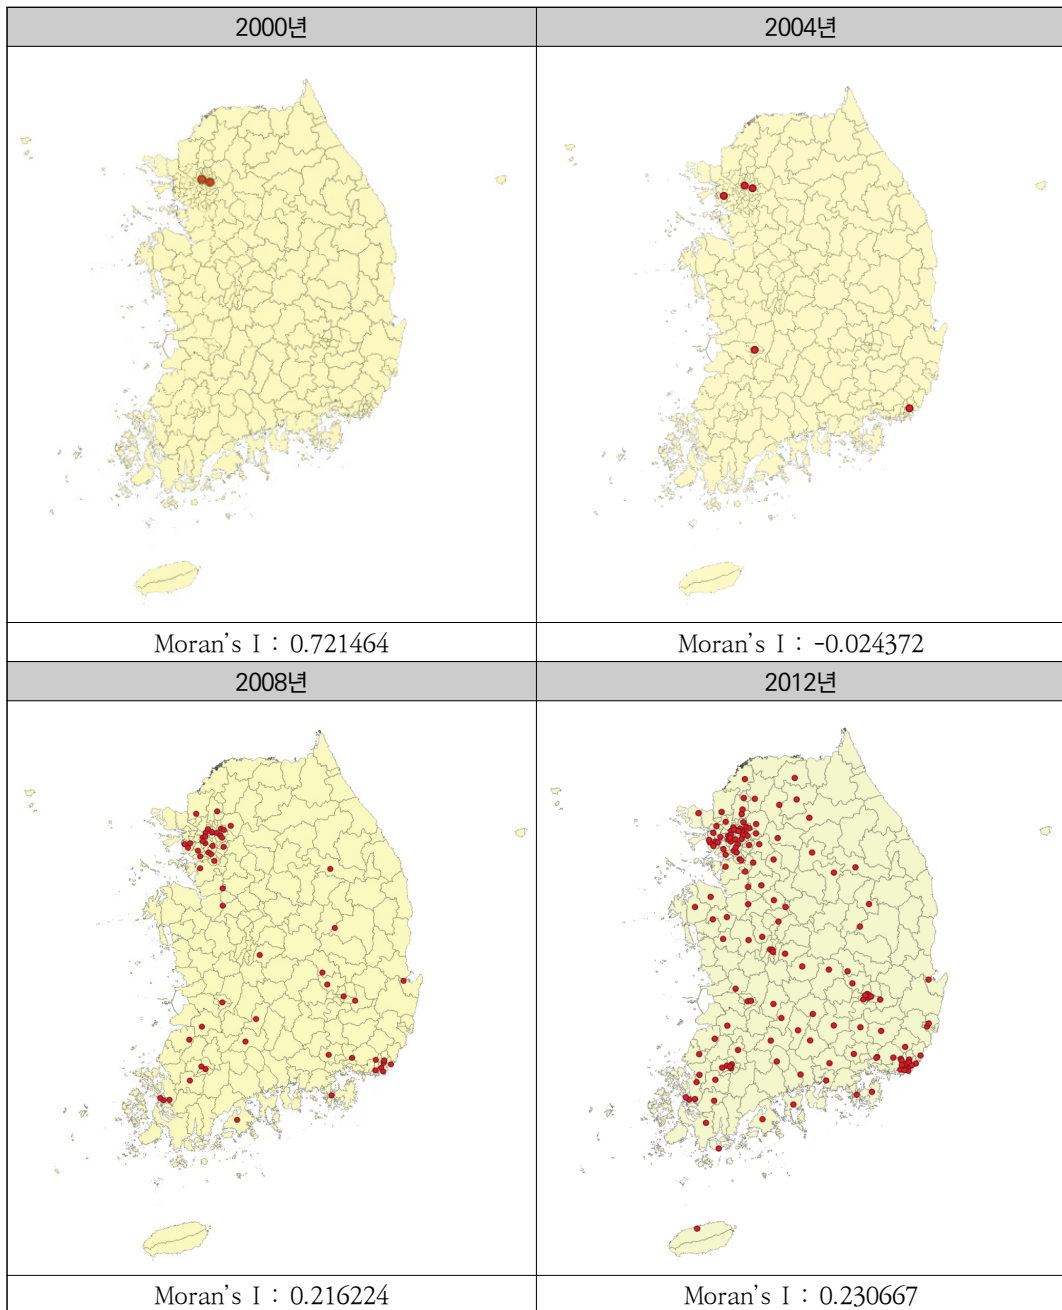 2000년
2004년
Moran's I : 0.721464
Moran's I : -0.024372
2008년
2012년
Moran's I : 0.216224
Moran's I : 0.230667